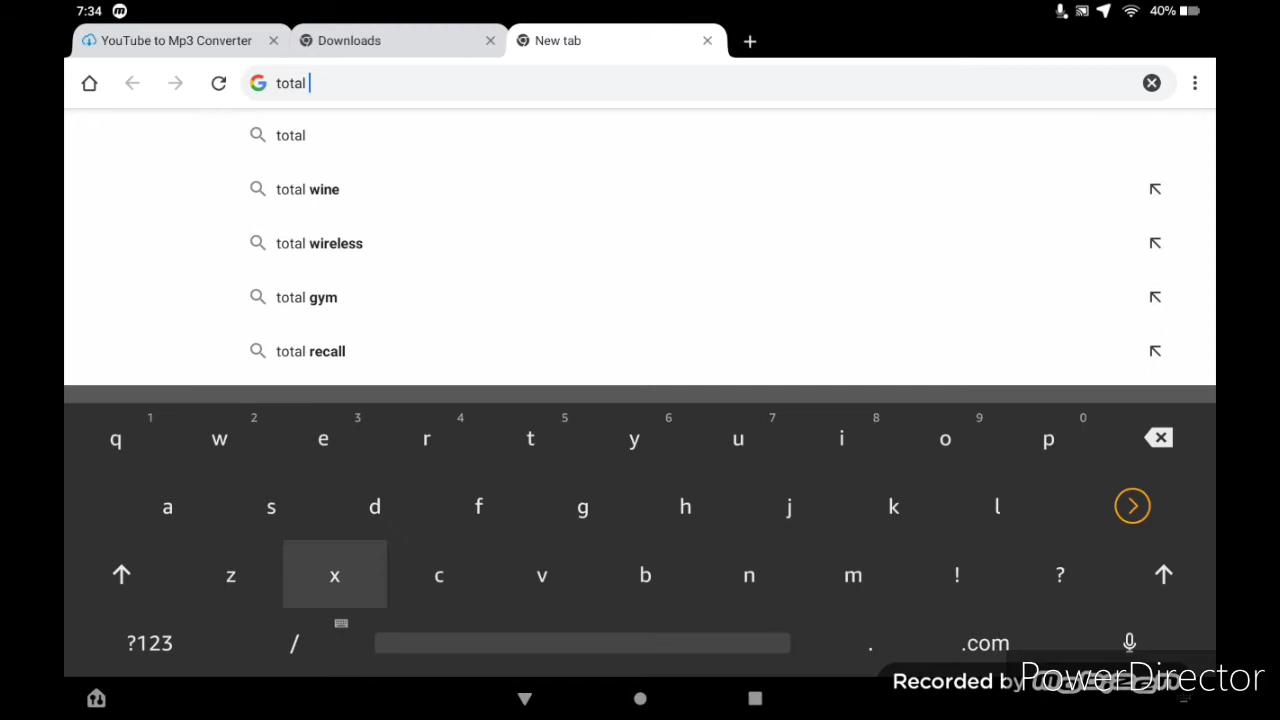 7:34 40%
YouTube to Mp3 Converter Downloads New tab
total
total
total wine
total wireless
total gym
total recall
1 2 3 4 5 6 7 8 9 0
q w e r t y u i o p
a s d f g h j k l
z x c v b n m ! ?
?123 / . .com
Recorded by
PowerDirector